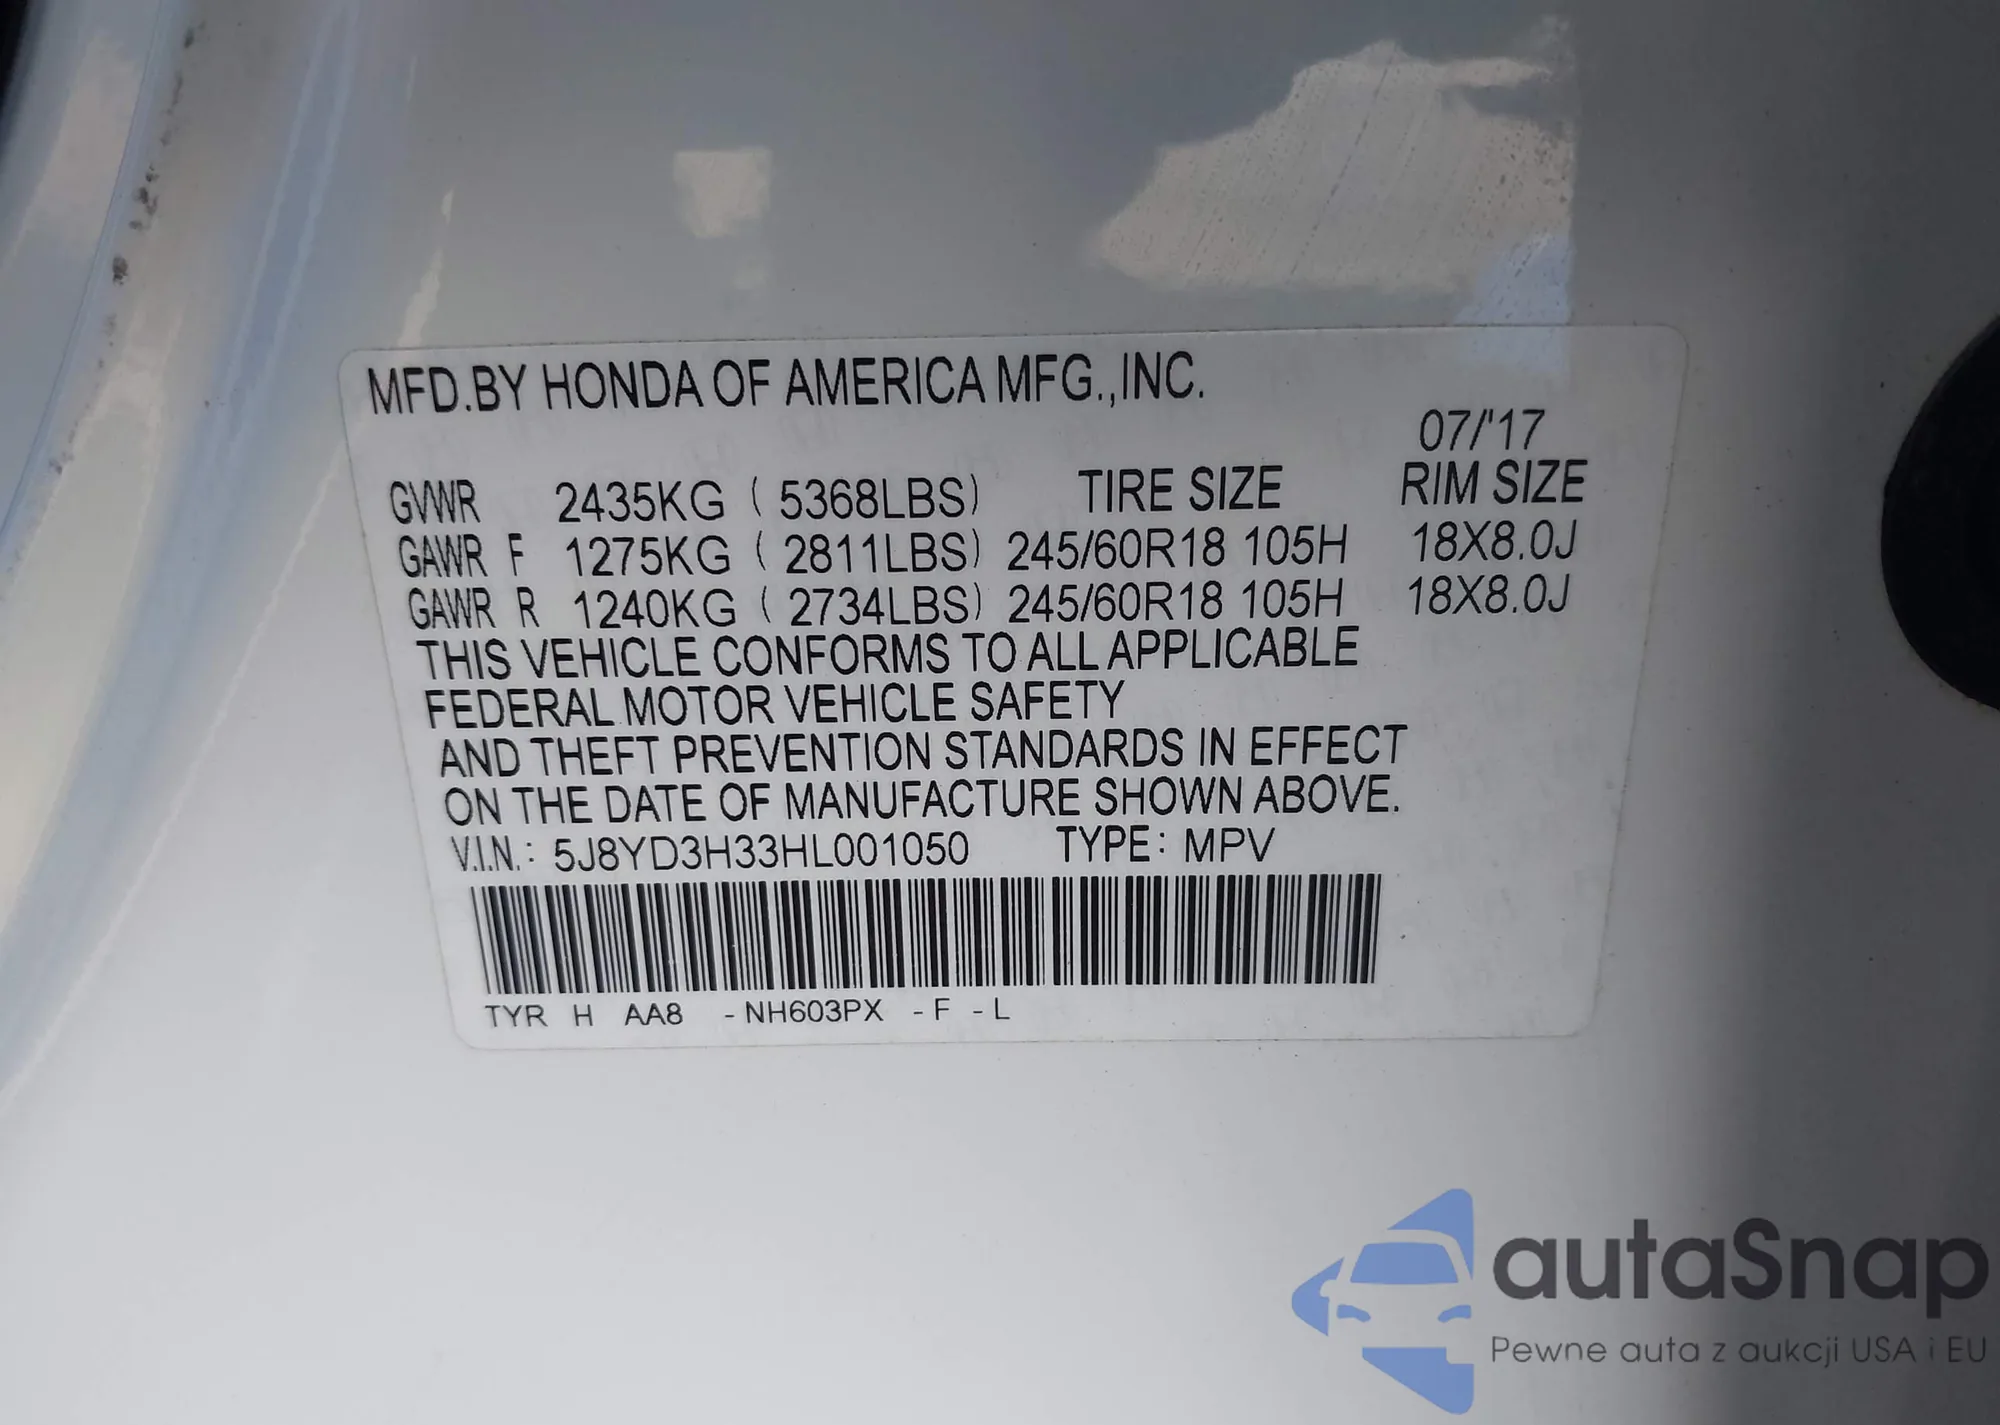 MFD.BY HONDA OF AMERICA MFG.,INC.
07/'17
GVWR 2435KG ( 5368LBS) TIRE SIZE RIM SIZE
GAWR F 1275KG ( 2811LBS) 245/60R18 105H 18X8.0J
GAWR R 1240KG ( 2734LBS) 245/60R18 105H 18X8.0J
THIS VEHICLE CONFORMS TO ALL APPLICABLE
FEDERAL MOTOR VEHICLE SAFETY
AND THEFT PREVENTION STANDARDS IN EFFECT
ON THE DATE OF MANUFACTURE SHOWN ABOVE.
V.I.N.: 5J8YD3H33HL001050 TYPE: MPV
TYR H AA8 -NH603PX -F -L
autaSnap
Pewne auta z aukcji USA i EU